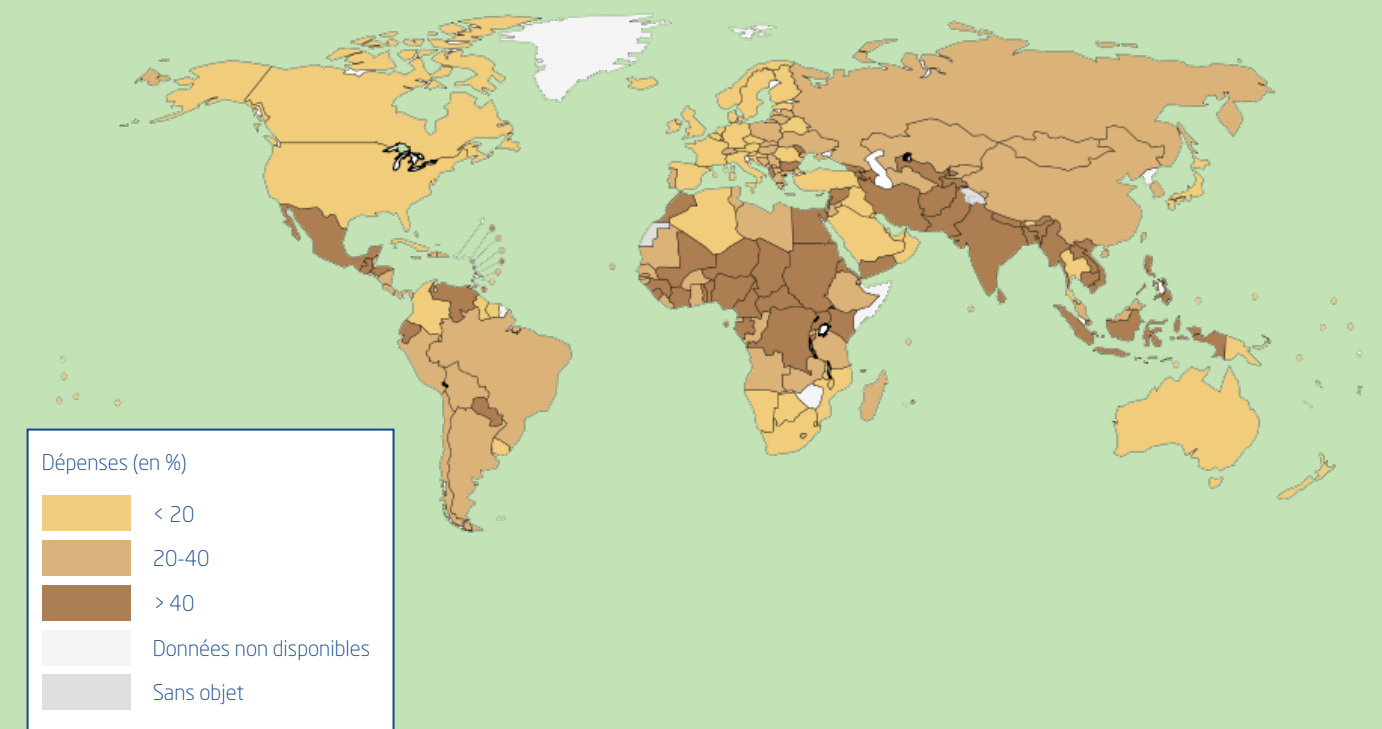 Dépenses (en %)
< 20
20-40
> 40
Données non disponibles
Sans objet